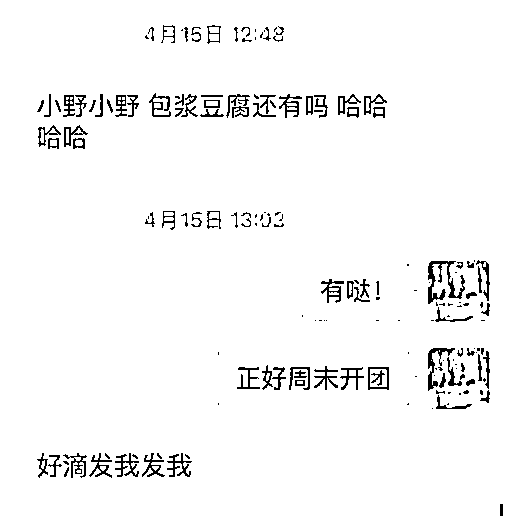 4月15日 12:48
小野小野 包浆豆腐还有吗 哈哈
哈哈
4月15日 13:03
有哒！
正好周末开团
好滴发我发我